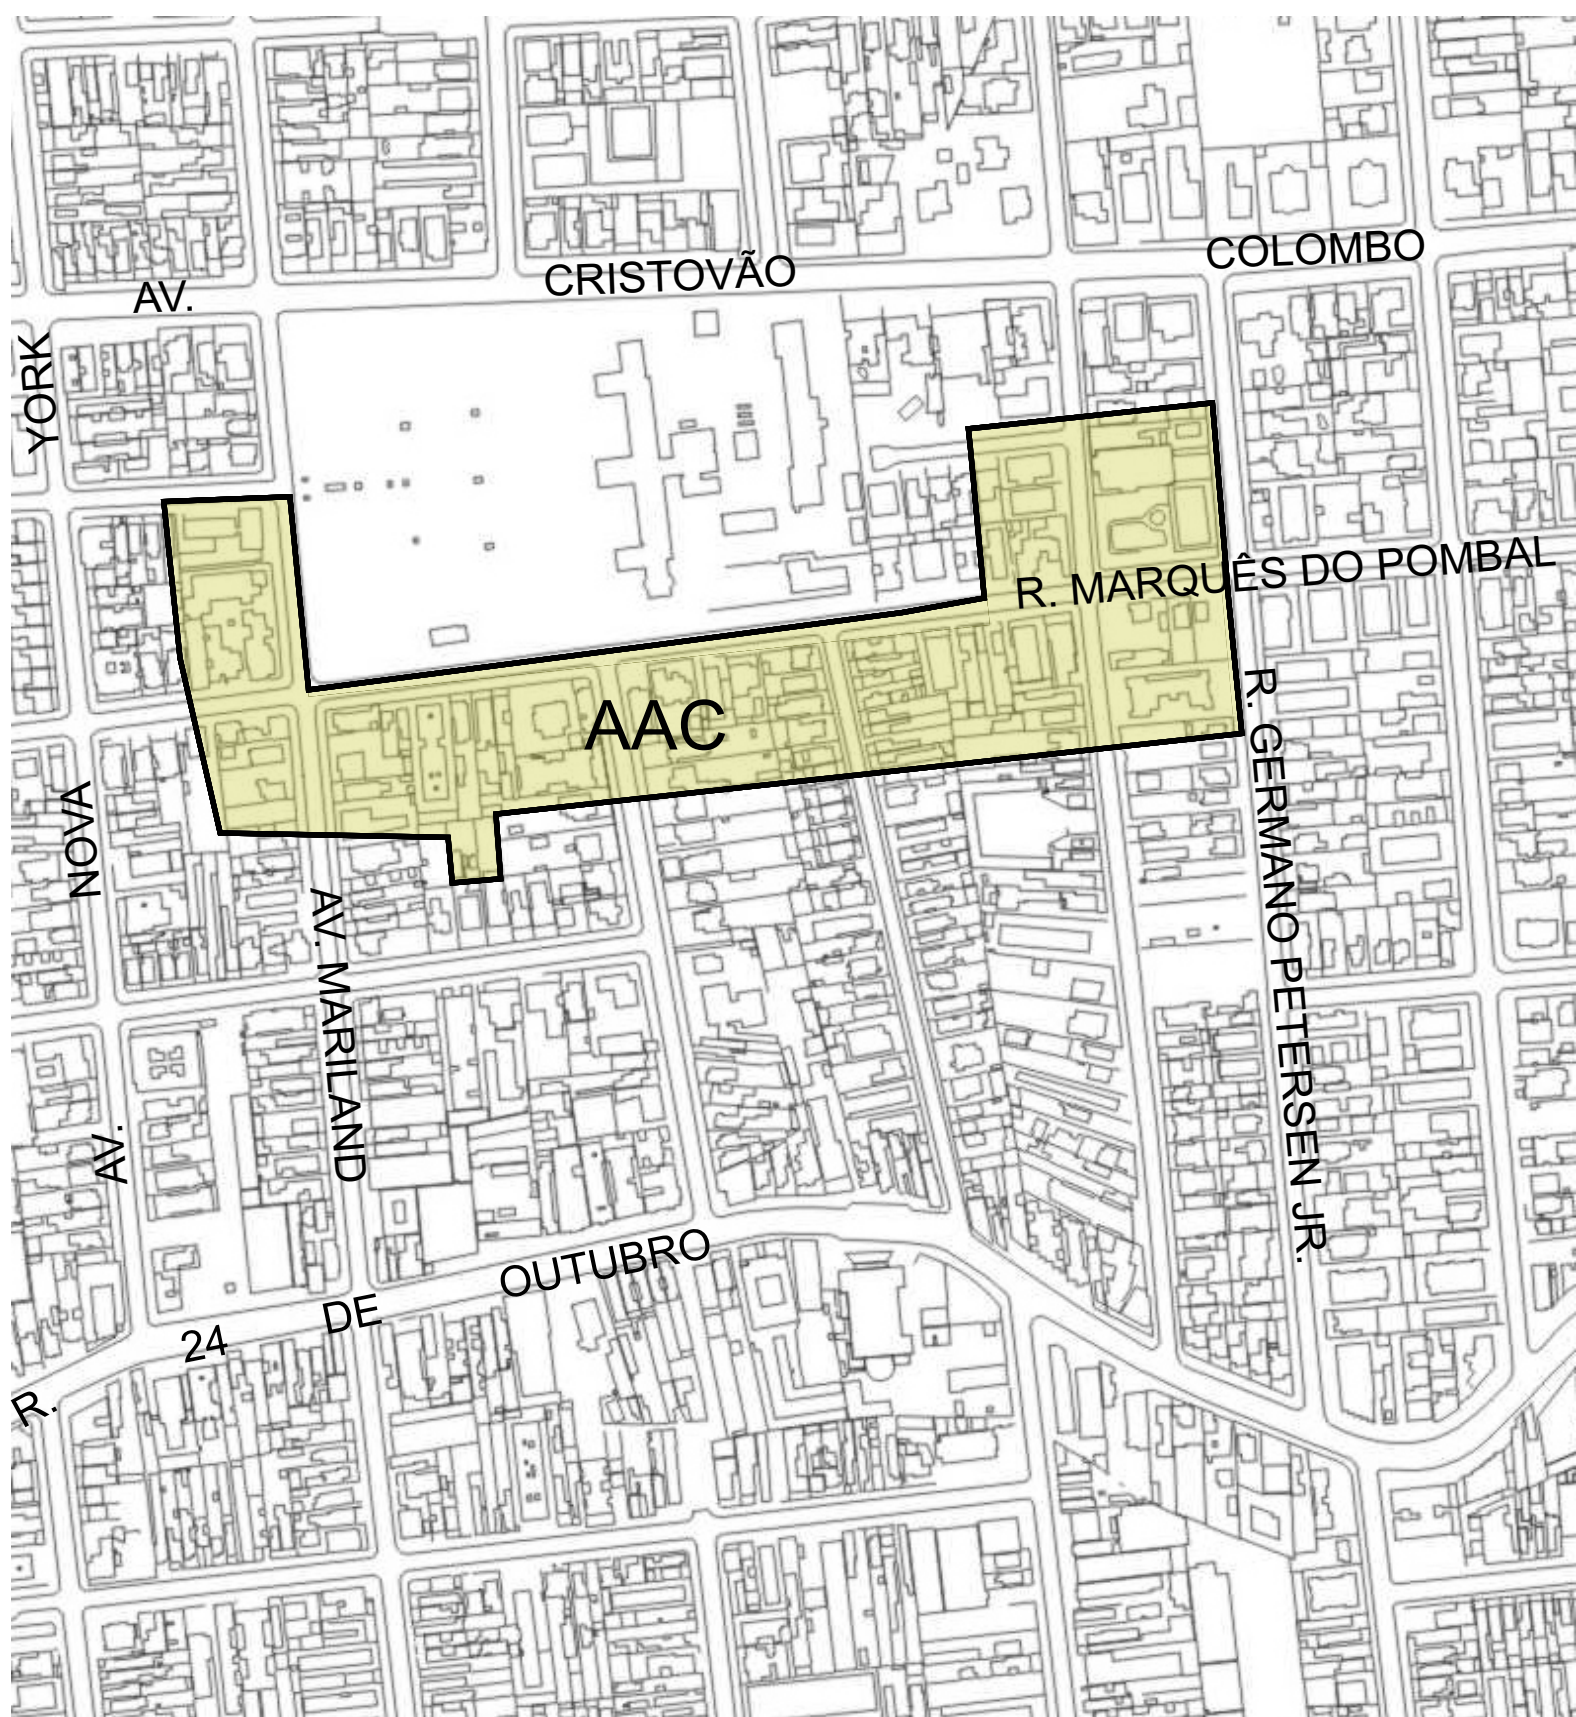 AV. CRISTOVÃO COLOMBO
AV. NOVA YORK
R. MARQUÊS DO POMBAL
AAC
R. GERMANO PETERSEN JR.
AV. MARILAND
R. 24 DE OUTUBRO